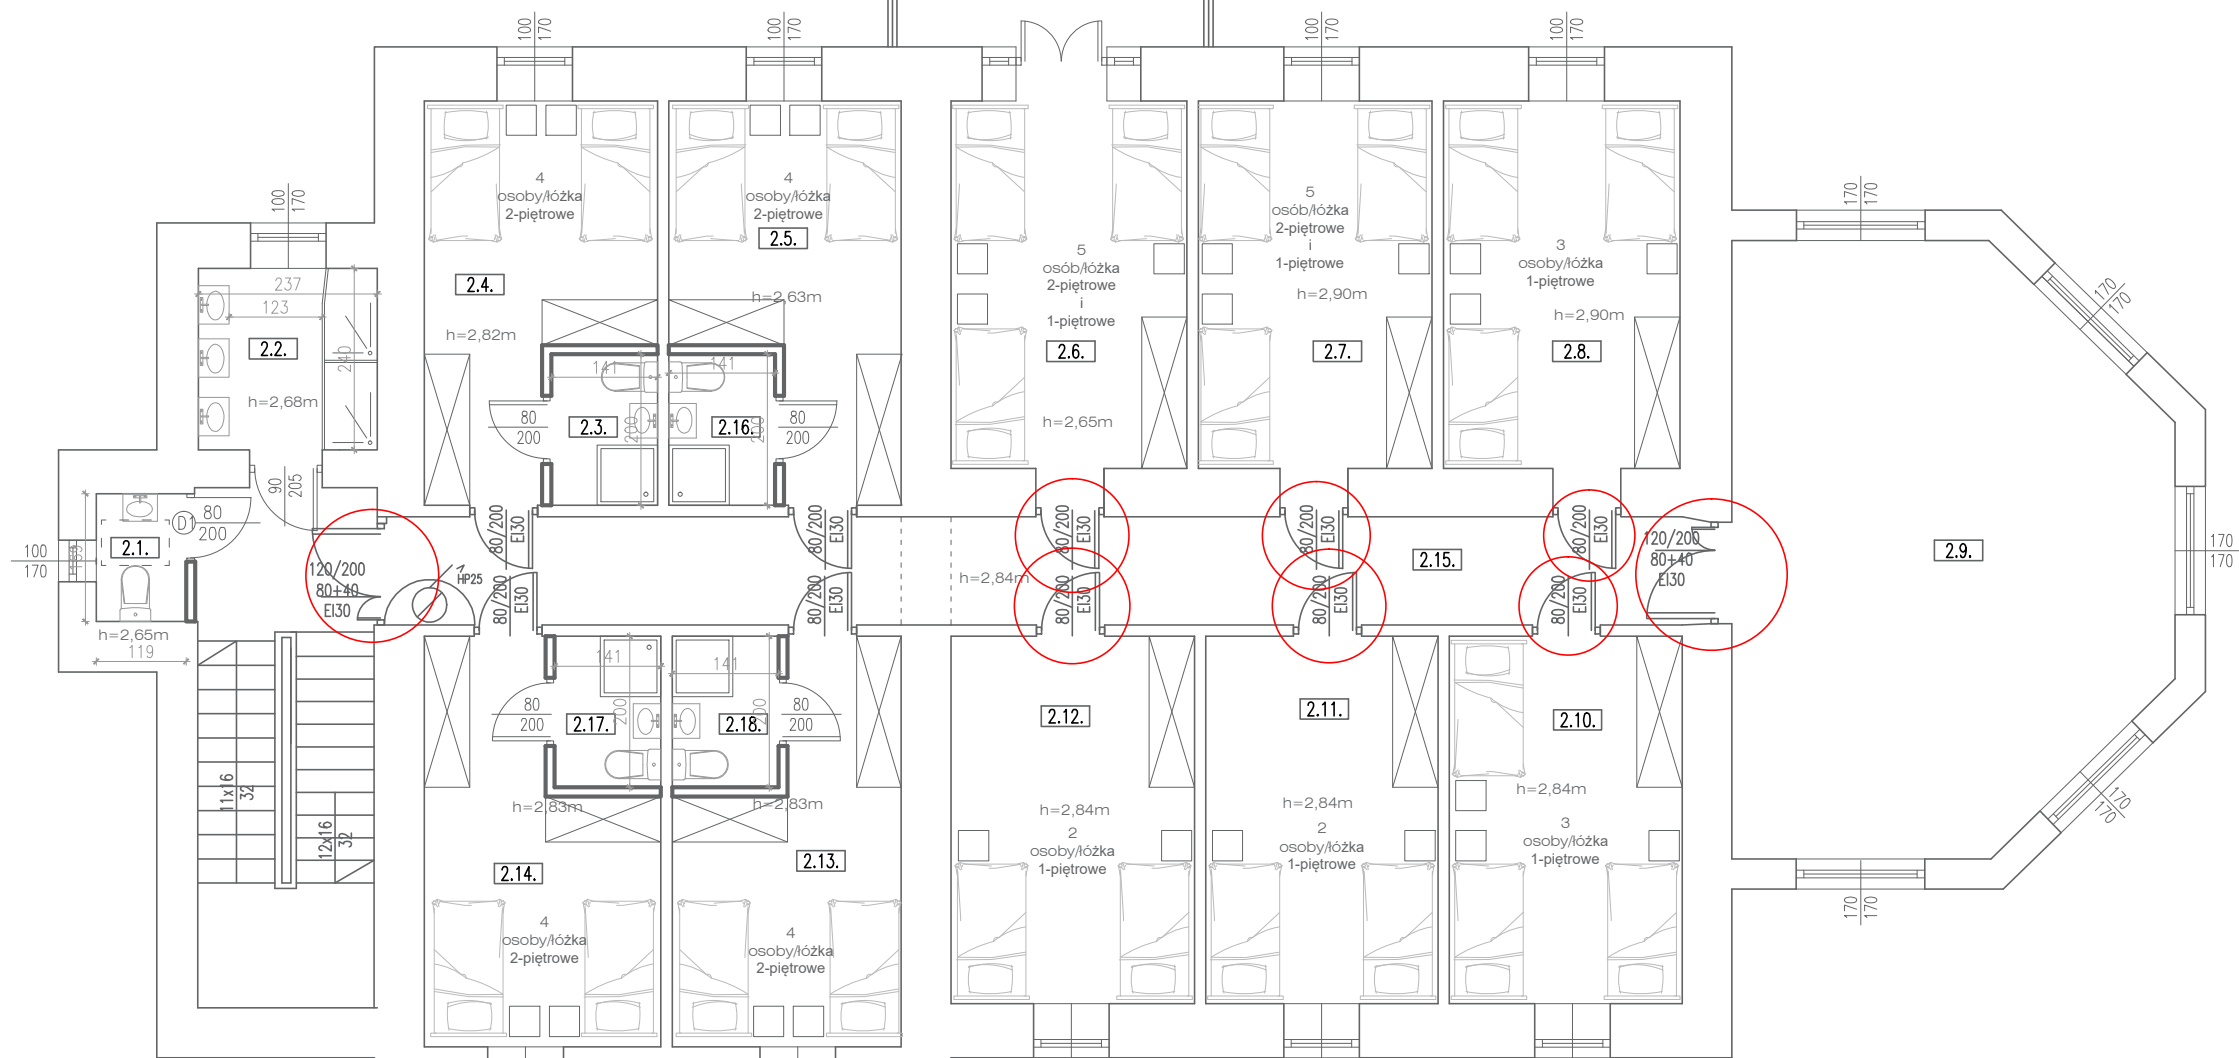 100
170
100
170
100
170
100
170
100
170
170
170
4
osoby/łóżka
2-piętrowe
4
osoby/łóżka
2-piętrowe
2.5.
5
osób/łóżka
2-piętrowe
i
1-piętrowe
5
osób/łóżka
2-piętrowe
i
1-piętrowe
3
osoby/łóżka
1-piętrowe
2.4.
h=2,63m
h=2,90m
h=2,90m
170
170
237
123
240
2.2.
h=2,68m
h=2,82m
2.6.
2.7.
2.8.
141
141
80
200
2.3.
200
2.16.
200
80
200
h=2,65m
90
205
80
200
D1
2.1.
100
170
h=2,65m
119
120/200
80+40
EI30
HP25
80/200
EI30
80/200
EI30
80/200
EI30
80/200
EI30
80/200
EI30
80/200
EI30
80/200
EI30
80/200
EI30
80/200
EI30
80/200
EI30
h=2,84m
2.15.
120/200
80+40
EI30
2.9.
170
170
141
141
80
200
2.17.
200
2.18.
200
80
200
2.12.
2.11.
2.10.
11x16
32
12x16
32
h=2,83m
h=2,83m
h=2,84m
2
osoby/łóżka
1-piętrowe
h=2,84m
2
osoby/łóżka
1-piętrowe
h=2,84m
3
osoby/łóżka
1-piętrowe
170
170
2.14.
2.13.
4
osoby/łóżka
2-piętrowe
4
osoby/łóżka
2-piętrowe
170
170